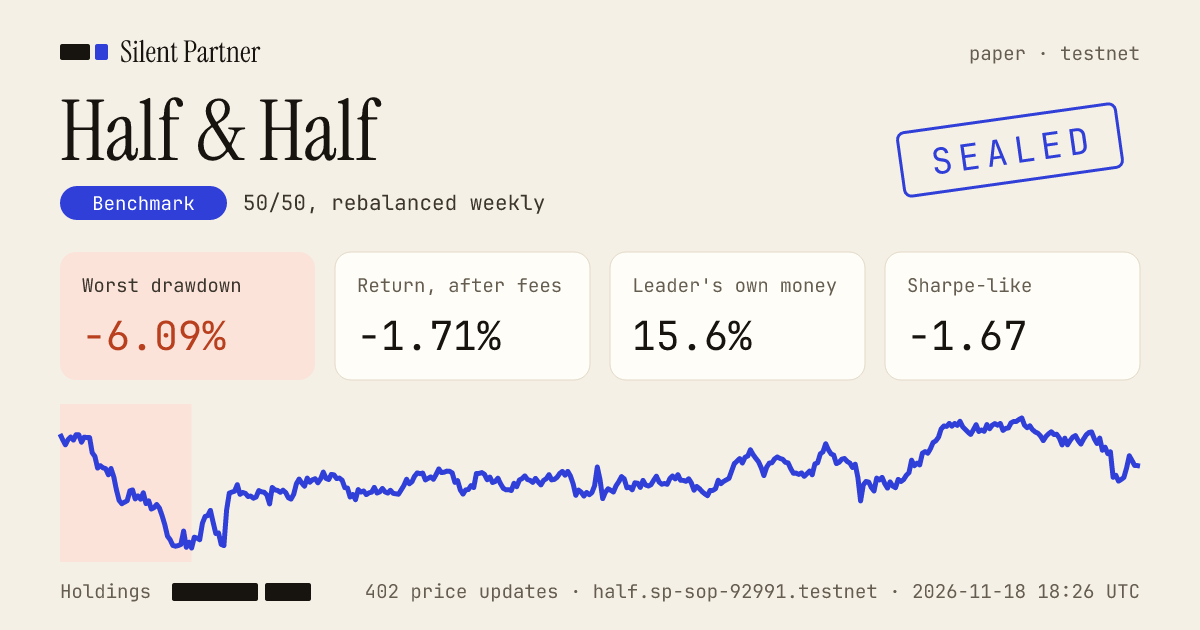 Silent Partner
paper · testnet
Half & Half
SEALED
Benchmark
50/50, rebalanced weekly
Worst drawdown
-6.09%
Return, after fees
-1.71%
Leader's own money
15.6%
Sharpe-like
-1.67
Holdings
402 price updates · half.sp-sop-92991.testnet · 2026-11-18 18:26 UTC